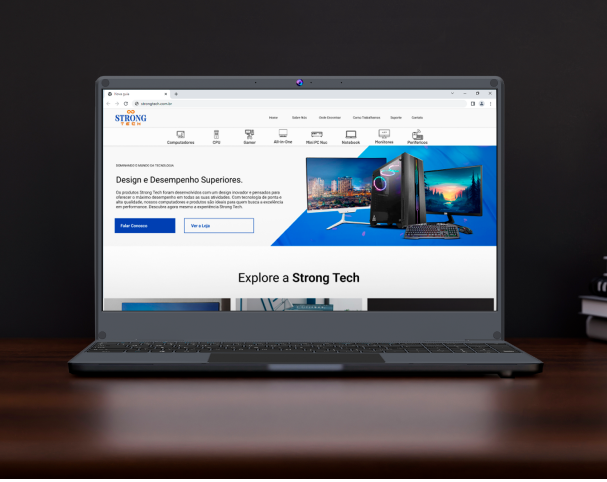 Nova guia
strongtech.com.br
STRONG
TECH
Home Sobre Nós Onde Encontrar Como Trabalhamos Suporte Contato
Computadores CPU Gamer All-in-One Mini PC Nuc Notebook Monitores Periféricos
DOMINANDO O MUNDO DA TECNOLOGIA
Design e Desempenho Superiores.
Os produtos Strong Tech foram desenvolvidos com um design inovador e pensados para
oferecer o máximo desempenho em todas as suas atividades. Com tecnologia de ponta e
alta qualidade, nossos computadores e produtos são ideais para quem busca a excelência
em performance. Descubra agora mesmo a experiência Strong Tech.
Falar Conosco Ver a Loja
Explore a Strong Tech